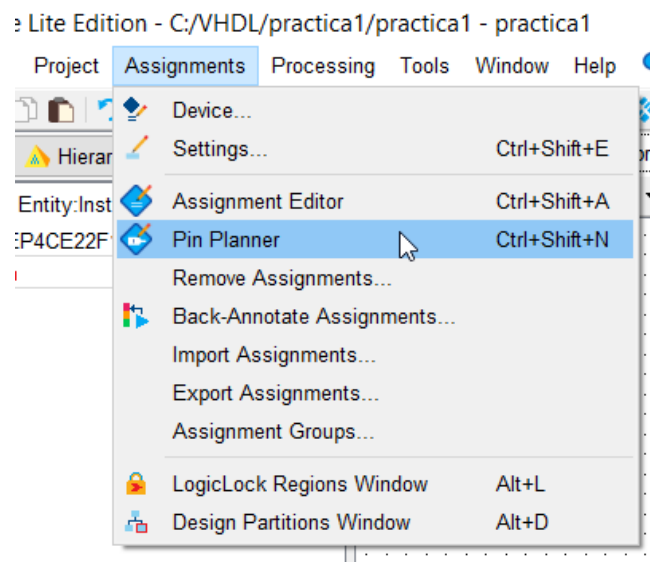 e Lite Edition - C:/VHDL/practica1/practica1 - practica1
Project Assignments Processing Tools Window Help
Device...
Settings... Ctrl+Shift+E
Hierar
Entity:Inst
Assignment Editor Ctrl+Shift+A
EP4CE22F
Pin Planner Ctrl+Shift+N
Remove Assignments...
Back-Annotate Assignments...
Import Assignments...
Export Assignments...
Assignment Groups...
LogicLock Regions Window Alt+L
Design Partitions Window Alt+D